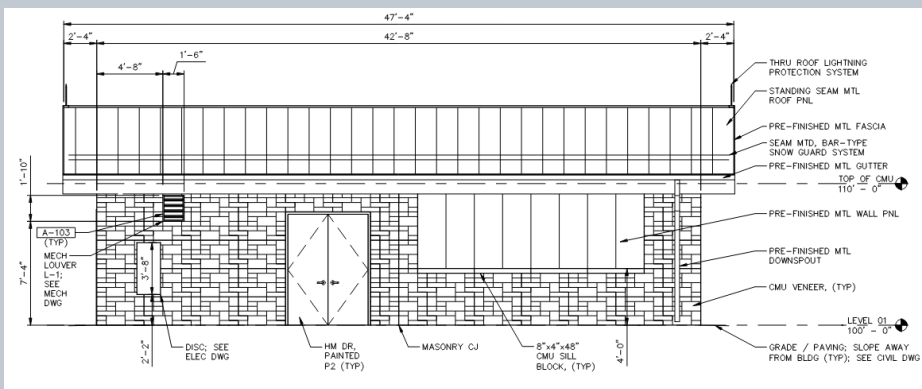 47'-4"
2'-4"
42'-8"
2'-4"
4'-8"
1'-6"
THRU ROOF LIGHTNING
PROTECTION SYSTEM
STANDING SEAM MTL
ROOF PNL
PRE-FINISHED MTL FASCIA
SEAM MTD, BAR-TYPE
SNOW GUARD SYSTEM
PRE-FINISHED MTL GUTTER
TOP OF CMU
110' - 0"
1'-10"
7'-4"
A-103
(TYP)
MECH
LOUVER
L-1;
SEE
MECH
DWG
3'-8"
2'-2"
4'-0"
PRE-FINISHED MTL WALL PNL
PRE-FINISHED MTL
DOWNSPOUT
CMU VENEER, (TYP)
LEVEL 01
100' - 0"
DISC; SEE
ELEC DWG
HM DR,
PAINTED
P2 (TYP)
MASONRY CJ
8"x4"x48"
CMU SILL
BLOCK, (TYP)
GRADE / PAVING; SLOPE AWAY
FROM BLDG (TYP); SEE CIVIL DWG